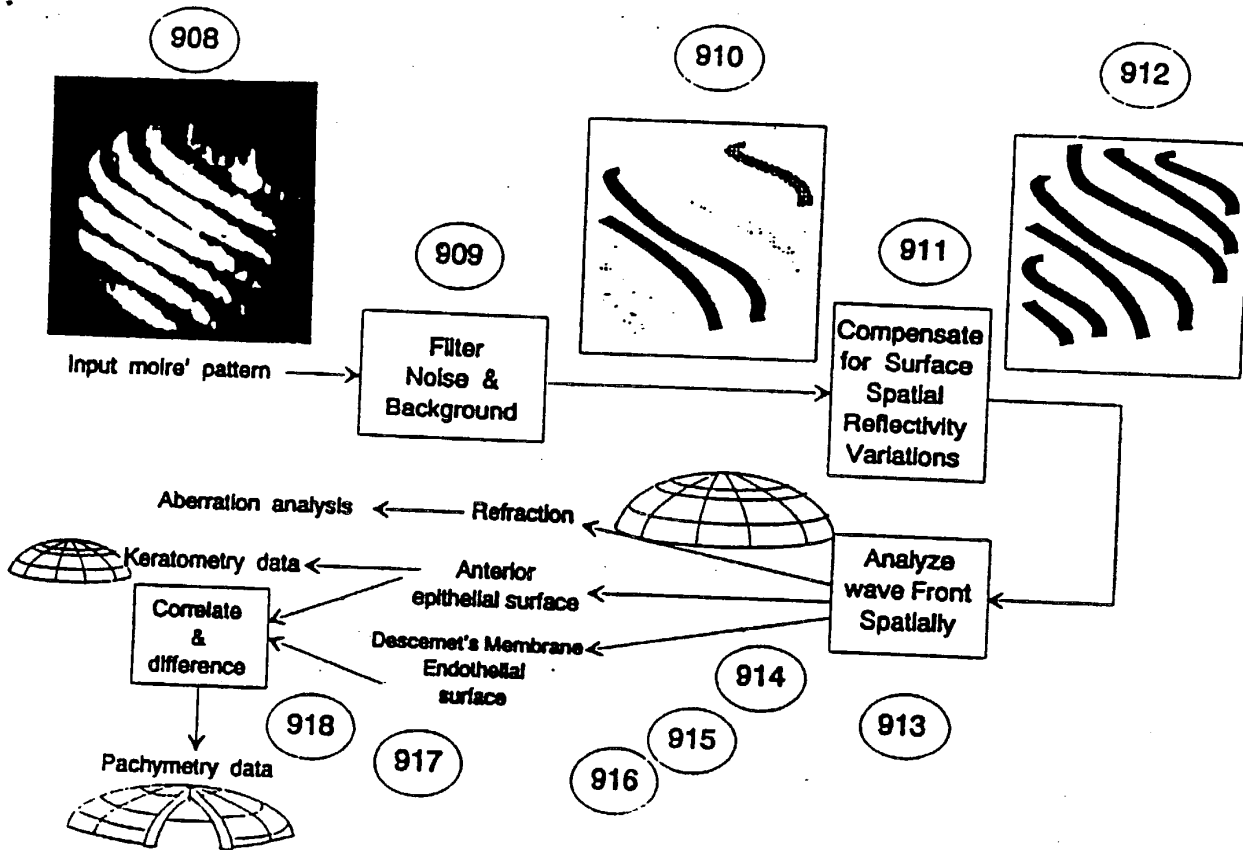 908
910
912
909
911
Input moire' pattern
Filter
Noise &
Background
Compensate
for Surface
Spatial
Reflectivity
Variations
Aberration analysis
Refraction
Keratometry data
Anterior
epithelial surface
Analyze
wave Front
Spatially
Correlate
&
difference
Descemet's Membrane
Endothelial
surface
914
913
915
916
918
917
Pachymetry data